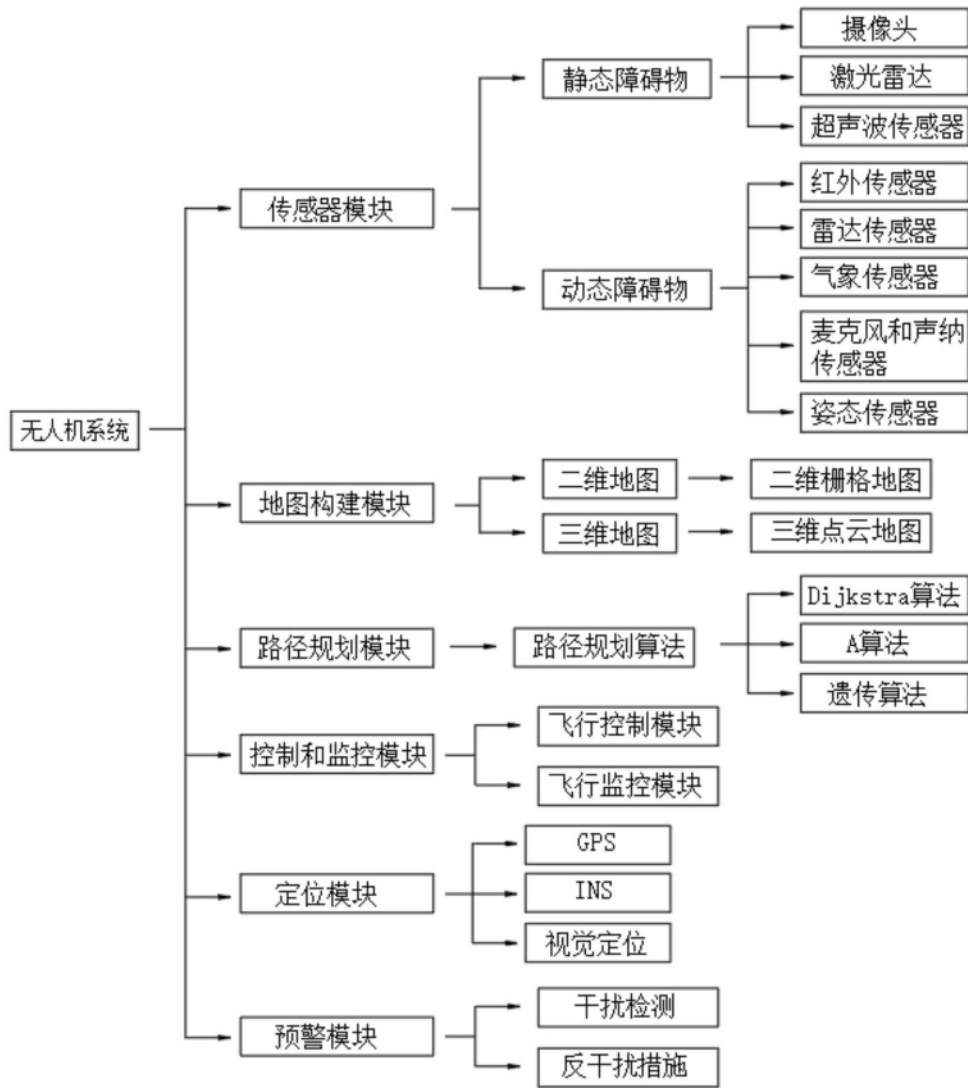 无人机系统
传感器模块
静态障碍物
摄像头
激光雷达
超声波传感器
动态障碍物
红外传感器
雷达传感器
气象传感器
麦克风和声纳
传感器
姿态传感器
地图构建模块
二维地图
二维栅格地图
三维地图
三维点云地图
路径规划模块
路径规划算法
Dijkstra算法
A算法
遗传算法
控制和监控模块
飞行控制模块
飞行监控模块
定位模块
GPS
INS
视觉定位
预警模块
干扰检测
反干扰措施